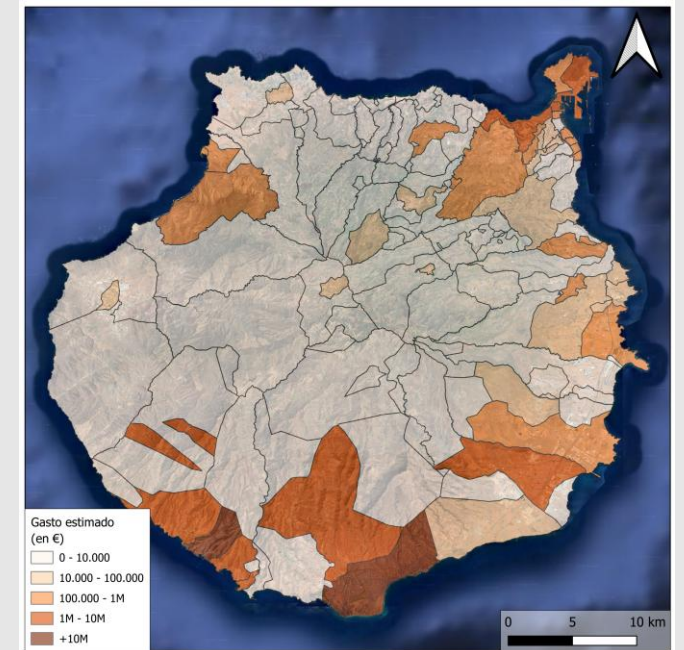 Gasto estimado
(en €)
0 - 10.000
10.000 - 100.000
100.000 - 1M
1M - 10M
+10M
0 5 10 km